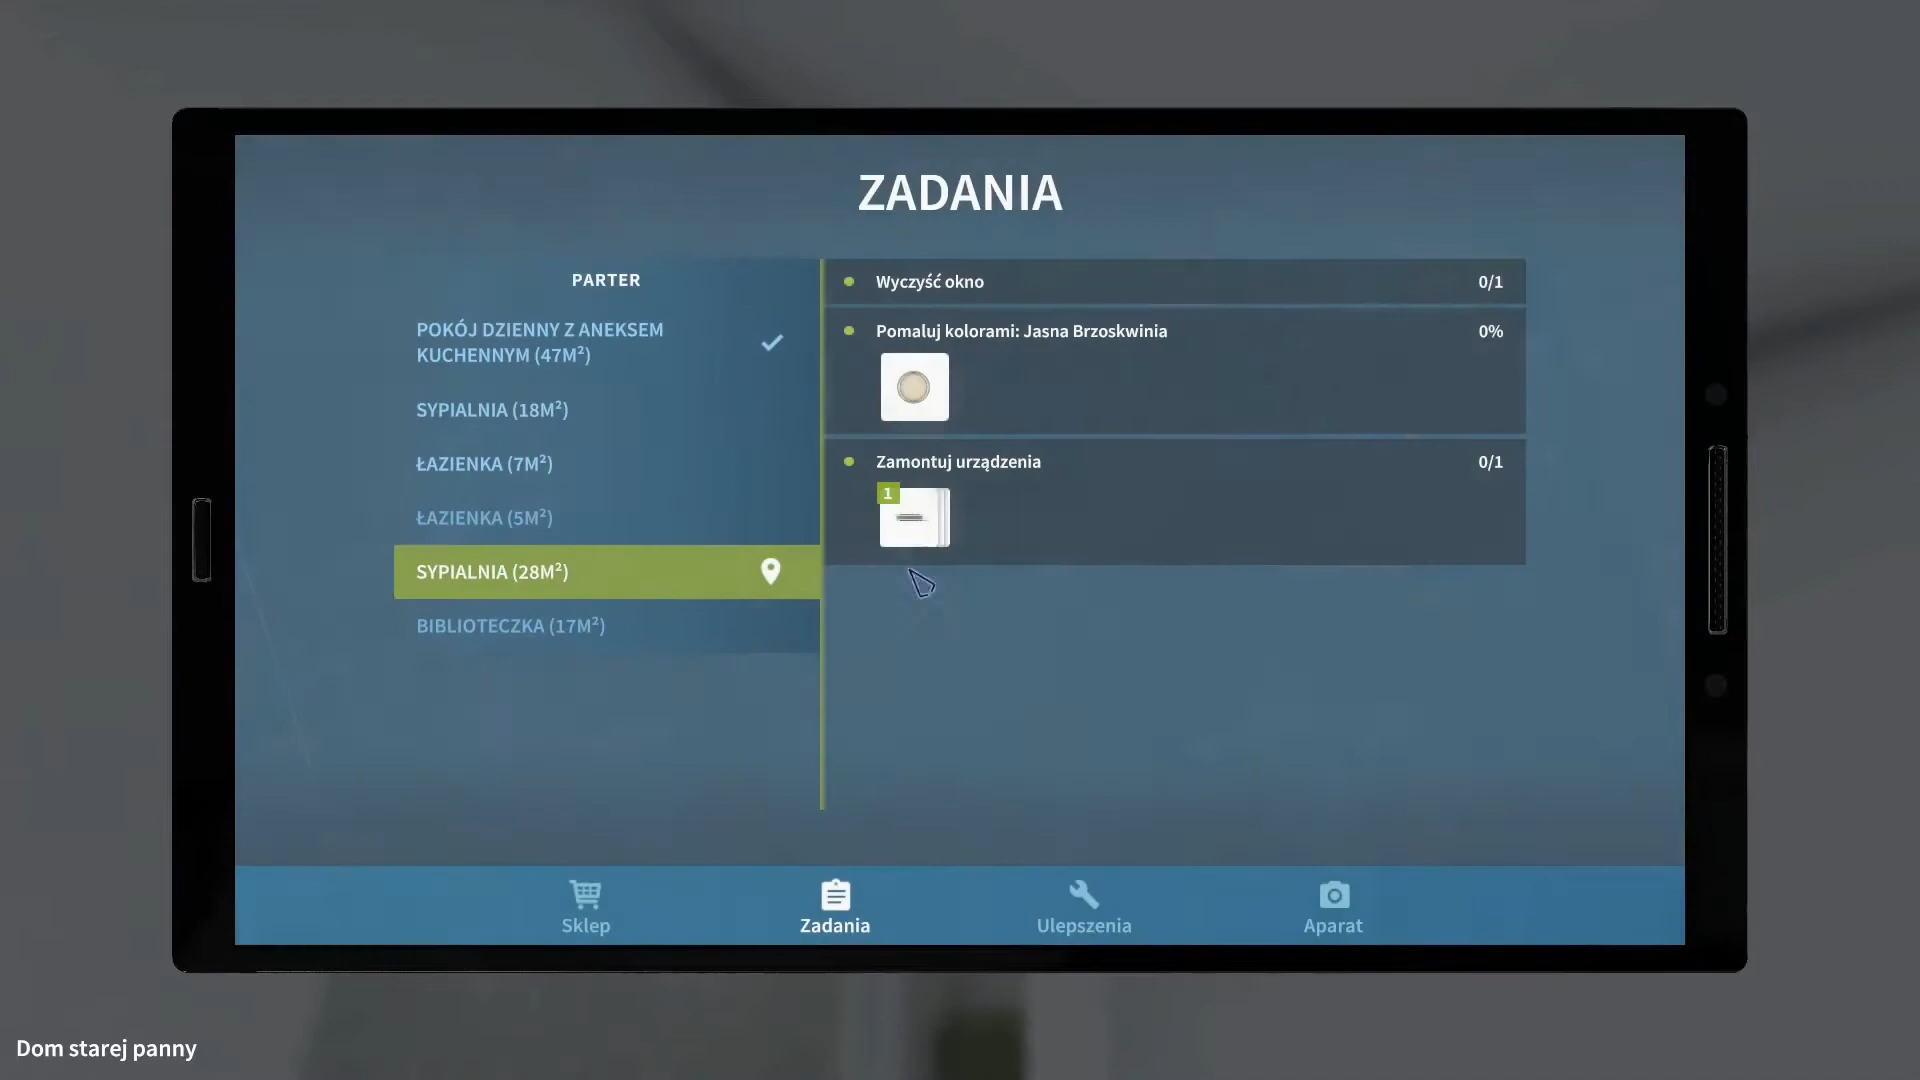 ZADANIA
PARTER
POKÓJ DZIENNY Z ANEKSEM
KUCHENNYM (47M²)
SYPIALNIA (18M²)
ŁAZIENKA (7M²)
ŁAZIENKA (5M²)
SYPIALNIA (28M²)
BIBLIOTECZKA (17M²)
Wyczyść okno 0/1
Pomaluj kolorami: Jasna Brzoskwinia 0%
Zamontuj urządzenia 0/1
1
Sklep
Zadania
Ulepszenia
Aparat
Dom starej panny